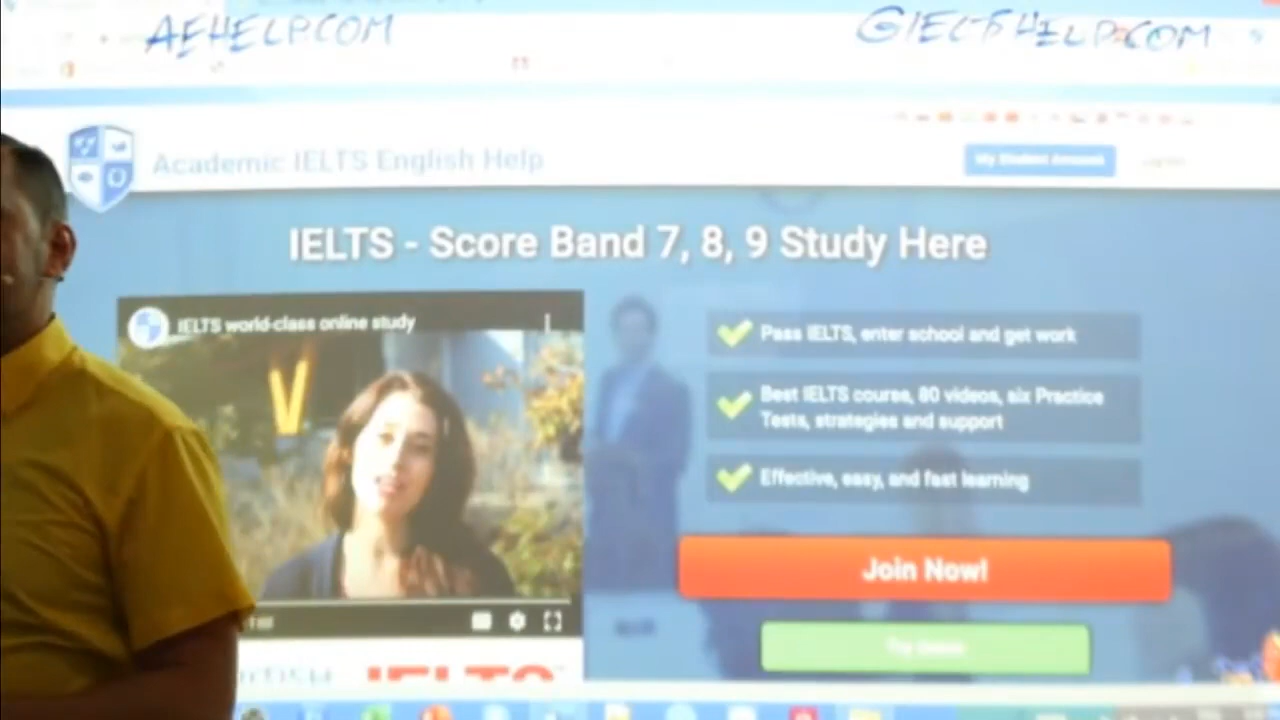 AEHELP.COM
GIELTSHELP.COM
Academic IELTS English Help
My Student Account
IELTS - Score Band 7, 8, 9 Study Here
IELTS world-class online study
Pass IELTS, enter school and get work
Best IELTS course, 80 videos, six Practice
Tests, strategies and support
Effective, easy, and fast learning
Join Now!
IELTS